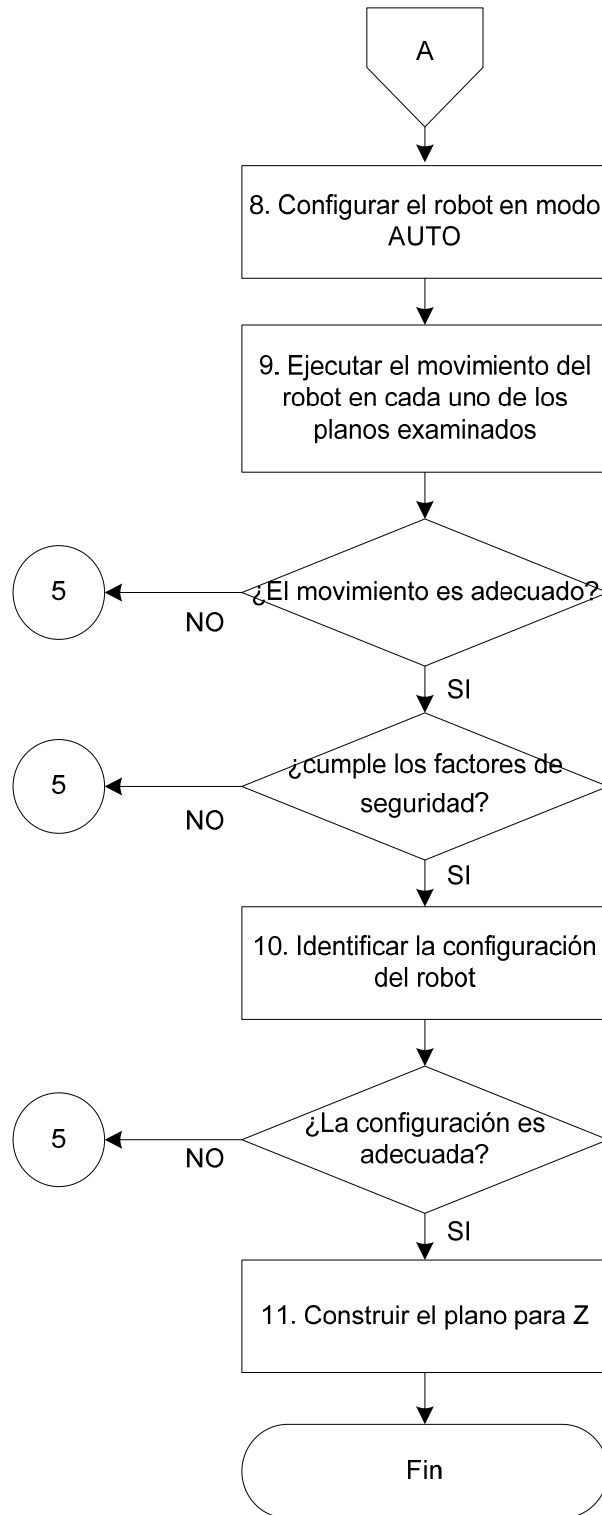 A
8. Configurar el robot en modo
AUTO
9. Ejecutar el movimiento del
robot en cada uno de los
planos examinados
¿El movimiento es adecuado?
5
NO
SI
¿cumple los factores de
seguridad?
5
NO
SI
10. Identificar la configuración
del robot
¿La configuración es
adecuada?
5
NO
SI
11. Construir el plano para Z
Fin